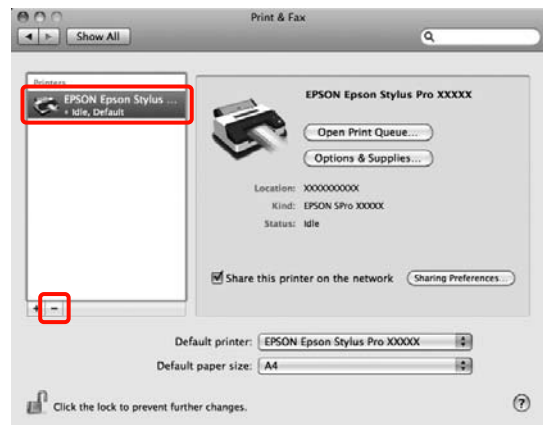 Print & Fax
Show All
Printers
EPSON Epson Stylus ...
• Idle, Default
EPSON Epson Stylus Pro XXXXX
Open Print Queue...
Options & Supplies...
Location: XXXXXXXXXX
Kind: EPSON SPro XXXXX
Status: Idle
Share this printer on the network
Sharing Preferences...
+ −
Default printer: EPSON Epson Stylus Pro XXXXX
Default paper size: A4
Click the lock to prevent further changes.
?